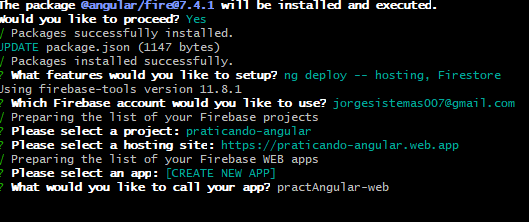 The package @angular/fire@7.4.1 will be installed and executed.
Would you like to proceed? Yes
/ Packages successfully installed.
UPDATE package.json (1147 bytes)
/ Packages installed successfully.
? What features would you like to setup? ng deploy -- hosting, Firestore
Using firebase-tools version 11.8.1
? Which Firebase account would you like to use? jorgesistemas007@gmail.com
/ Preparing the list of your Firebase projects
? Please select a project: praticando-angular
? Please select a hosting site: https://praticando-angular.web.app
/ Preparing the list of your Firebase WEB apps
? Please select an app: [CREATE NEW APP]
? What would you like to call your app? practAngular-web